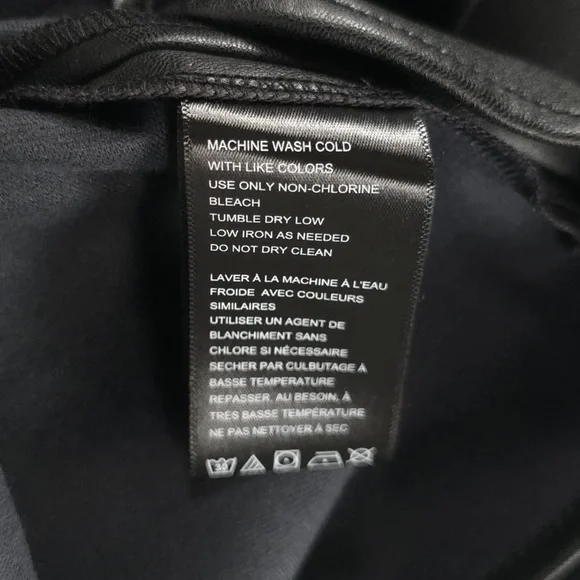 MACHINE WASH COLD
WITH LIKE COLORS
USE ONLY NON-CHLORINE
BLEACH
TUMBLE DRY LOW
LOW IRON AS NEEDED
DO NOT DRY CLEAN
LAVER À LA MACHINE À L'EAU
FROIDE AVEC COULEURS
SIMILAIRES
UTILISER UN AGENT DE
BLANCHIMENT SANS
CHLORE SI NÉCESSAIRE
SECHER PAR CULBUTAGE À
BASSE TEMPERATURE
REPASSER, AU BESOIN, À
TRÈS BASSE TEMPÉRATURE
NE PAS NETTOYER À SEC
30